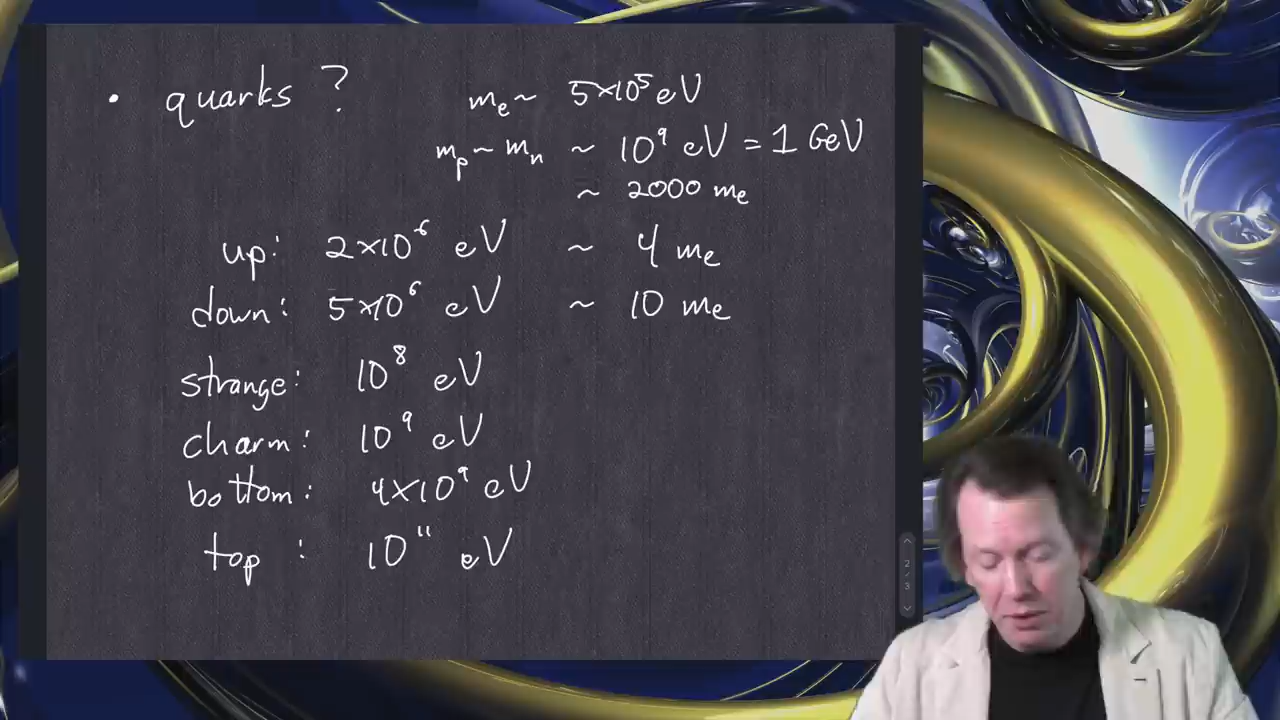 • quarks ?
mₑ ~ 5×10⁵ eV
mₚ ~ mₙ ~ 10⁹ eV = 1 GeV
~ 2000 mₑ
up: 2×10⁶ eV ~ 4 mₑ
down: 5×10⁶ eV ~ 10 mₑ
strange: 10⁸ eV
charm: 10⁹ eV
bottom: 4×10⁹ eV
top: 10¹¹ eV
2
/
3